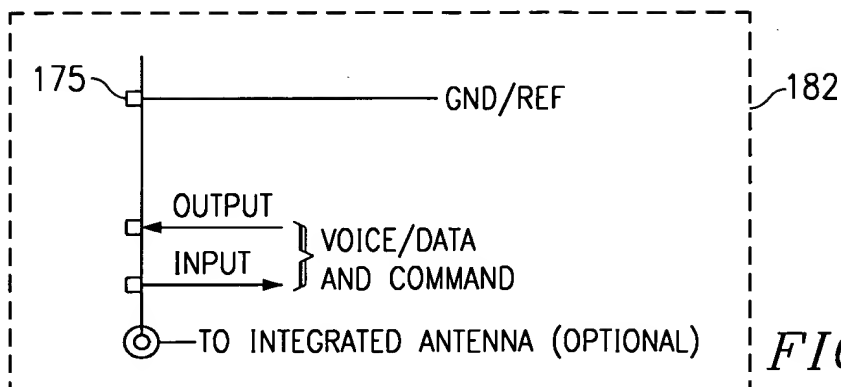 175
GND/REF
182
OUTPUT
INPUT
VOICE/DATA
AND COMMAND
TO INTEGRATED ANTENNA (OPTIONAL)